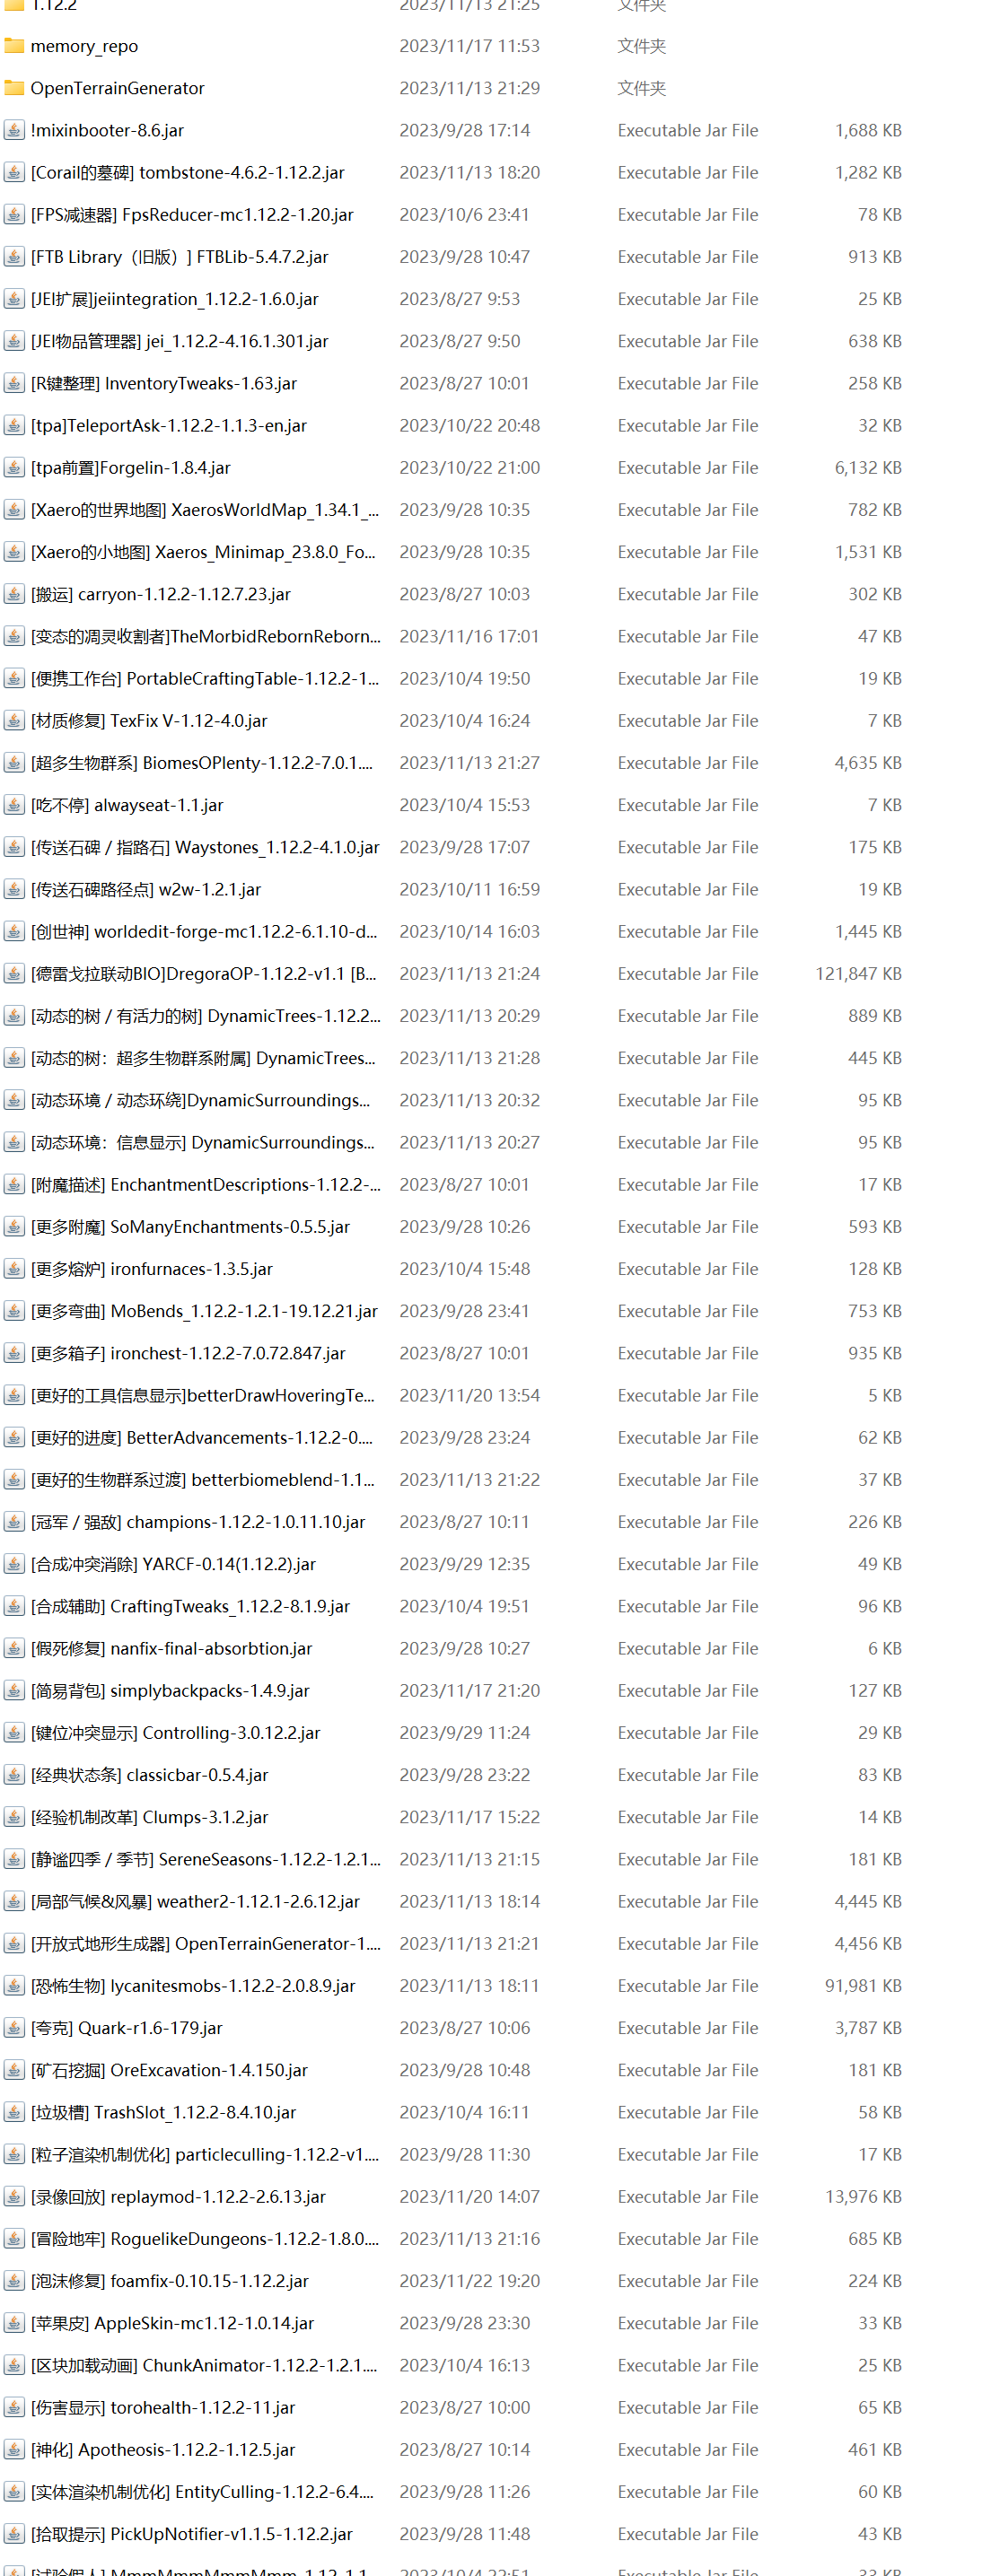 1.12.2 2023/11/13 21:25 文件夹
memory_repo 2023/11/17 11:53 文件夹
OpenTerrainGenerator 2023/11/13 21:29 文件夹
!mixinbooter-8.6.jar 2023/9/28 17:14 Executable Jar File 1,688 KB
[Corail的墓碑] tombstone-4.6.2-1.12.2.jar 2023/11/13 18:20 Executable Jar File 1,282 KB
[FPS减速器] FpsReducer-mc1.12.2-1.20.jar 2023/10/6 23:41 Executable Jar File 78 KB
[FTB Library（旧版）] FTBLib-5.4.7.2.jar 2023/9/28 10:47 Executable Jar File 913 KB
[JEI扩展]jeiintegration_1.12.2-1.6.0.jar 2023/8/27 9:53 Executable Jar File 25 KB
[JEI物品管理器] jei_1.12.2-4.16.1.301.jar 2023/8/27 9:50 Executable Jar File 638 KB
[R键整理] InventoryTweaks-1.63.jar 2023/8/27 10:01 Executable Jar File 258 KB
[tpa]TeleportAsk-1.12.2-1.1.3-en.jar 2023/10/22 20:48 Executable Jar File 32 KB
[tpa前置]Forgelin-1.8.4.jar 2023/10/22 21:00 Executable Jar File 6,132 KB
[Xaero的世界地图] XaerosWorldMap_1.34.1_... 2023/9/28 10:35 Executable Jar File 782 KB
[Xaero的小地图] Xaeros_Minimap_23.8.0_Fo... 2023/9/28 10:35 Executable Jar File 1,531 KB
[搬运] carryon-1.12.2-1.12.7.23.jar 2023/8/27 10:03 Executable Jar File 302 KB
[变态的凋灵收割者]TheMorbidRebornReborn... 2023/11/16 17:01 Executable Jar File 47 KB
[便携工作台] PortableCraftingTable-1.12.2-1... 2023/10/4 19:50 Executable Jar File 19 KB
[材质修复] TexFix V-1.12-4.0.jar 2023/10/4 16:24 Executable Jar File 7 KB
[超多生物群系] BiomesOPlenty-1.12.2-7.0.1.... 2023/11/13 21:27 Executable Jar File 4,635 KB
[吃不停] alwayseat-1.1.jar 2023/10/4 15:53 Executable Jar File 7 KB
[传送石碑 / 指路石] Waystones_1.12.2-4.1.0.jar 2023/9/28 17:07 Executable Jar File 175 KB
[传送石碑路径点] w2w-1.2.1.jar 2023/10/11 16:59 Executable Jar File 19 KB
[创世神] worldedit-forge-mc1.12.2-6.1.10-d... 2023/10/14 16:03 Executable Jar File 1,445 KB
[德雷戈拉联动BIO]DregoraOP-1.12.2-v1.1 [B... 2023/11/13 21:24 Executable Jar File 121,847 KB
[动态的树 / 有活力的树] DynamicTrees-1.12.2... 2023/11/13 20:29 Executable Jar File 889 KB
[动态的树：超多生物群系附属] DynamicTrees... 2023/11/13 21:28 Executable Jar File 445 KB
[动态环境 / 动态环绕]DynamicSurroundings... 2023/11/13 20:32 Executable Jar File 95 KB
[动态环境：信息显示] DynamicSurroundings... 2023/11/13 20:27 Executable Jar File 95 KB
[附魔描述] EnchantmentDescriptions-1.12.2-... 2023/8/27 10:01 Executable Jar File 17 KB
[更多附魔] SoManyEnchantments-0.5.5.jar 2023/9/28 10:26 Executable Jar File 593 KB
[更多熔炉] ironfurnaces-1.3.5.jar 2023/10/4 15:48 Executable Jar File 128 KB
[更多弯曲] MoBends_1.12.2-1.2.1-19.12.21.jar 2023/9/28 23:41 Executable Jar File 753 KB
[更多箱子] ironchest-1.12.2-7.0.72.847.jar 2023/8/27 10:01 Executable Jar File 935 KB
[更好的工具信息显示]betterDrawHoveringTe... 2023/11/20 13:54 Executable Jar File 5 KB
[更好的进度] BetterAdvancements-1.12.2-0.... 2023/9/28 23:24 Executable Jar File 62 KB
[更好的生物群系过渡] betterbiomeblend-1.1... 2023/11/13 21:22 Executable Jar File 37 KB
[冠军 / 强敌] champions-1.12.2-1.0.11.10.jar 2023/8/27 10:11 Executable Jar File 226 KB
[合成冲突消除] YARCF-0.14(1.12.2).jar 2023/9/29 12:35 Executable Jar File 49 KB
[合成辅助] CraftingTweaks_1.12.2-8.1.9.jar 2023/10/4 19:51 Executable Jar File 96 KB
[假死修复] nanfix-final-absorbtion.jar 2023/9/28 10:27 Executable Jar File 6 KB
[简易背包] simplybackpacks-1.4.9.jar 2023/11/17 21:20 Executable Jar File 127 KB
[键位冲突显示] Controlling-3.0.12.2.jar 2023/9/29 11:24 Executable Jar File 29 KB
[经典状态条] classicbar-0.5.4.jar 2023/9/28 23:22 Executable Jar File 83 KB
[经验机制改革] Clumps-3.1.2.jar 2023/11/17 15:22 Executable Jar File 14 KB
[静谧四季 / 季节] SereneSeasons-1.12.2-1.2.1... 2023/11/13 21:15 Executable Jar File 181 KB
[局部气候&风暴] weather2-1.12.1-2.6.12.jar 2023/11/13 18:14 Executable Jar File 4,445 KB
[开放式地形生成器] OpenTerrainGenerator-1.... 2023/11/13 21:21 Executable Jar File 4,456 KB
[恐怖生物] lycanitesmobs-1.12.2-2.0.8.9.jar 2023/11/13 18:11 Executable Jar File 91,981 KB
[夸克] Quark-r1.6-179.jar 2023/8/27 10:06 Executable Jar File 3,787 KB
[矿石挖掘] OreExcavation-1.4.150.jar 2023/9/28 10:48 Executable Jar File 181 KB
[垃圾槽] TrashSlot_1.12.2-8.4.10.jar 2023/10/4 16:11 Executable Jar File 58 KB
[粒子渲染机制优化] particleculling-1.12.2-v1.... 2023/9/28 11:30 Executable Jar File 17 KB
[录像回放] replaymod-1.12.2-2.6.13.jar 2023/11/20 14:07 Executable Jar File 13,976 KB
[冒险地牢] RoguelikeDungeons-1.12.2-1.8.0.... 2023/11/13 21:16 Executable Jar File 685 KB
[泡沫修复] foamfix-0.10.15-1.12.2.jar 2023/11/22 19:20 Executable Jar File 224 KB
[苹果皮] AppleSkin-mc1.12-1.0.14.jar 2023/9/28 23:30 Executable Jar File 33 KB
[区块加载动画] ChunkAnimator-1.12.2-1.2.1.... 2023/10/4 16:13 Executable Jar File 25 KB
[伤害显示] torohealth-1.12.2-11.jar 2023/8/27 10:00 Executable Jar File 65 KB
[神化] Apotheosis-1.12.2-1.12.5.jar 2023/8/27 10:14 Executable Jar File 461 KB
[实体渲染机制优化] EntityCulling-1.12.2-6.4.... 2023/9/28 11:26 Executable Jar File 60 KB
[拾取提示] PickUpNotifier-v1.1.5-1.12.2.jar 2023/9/28 11:48 Executable Jar File 43 KB
[试验假人] MmmMmmMmmMmm-1.12-1.1... 2023/10/4 22:51 Executable Jar File 33 KB